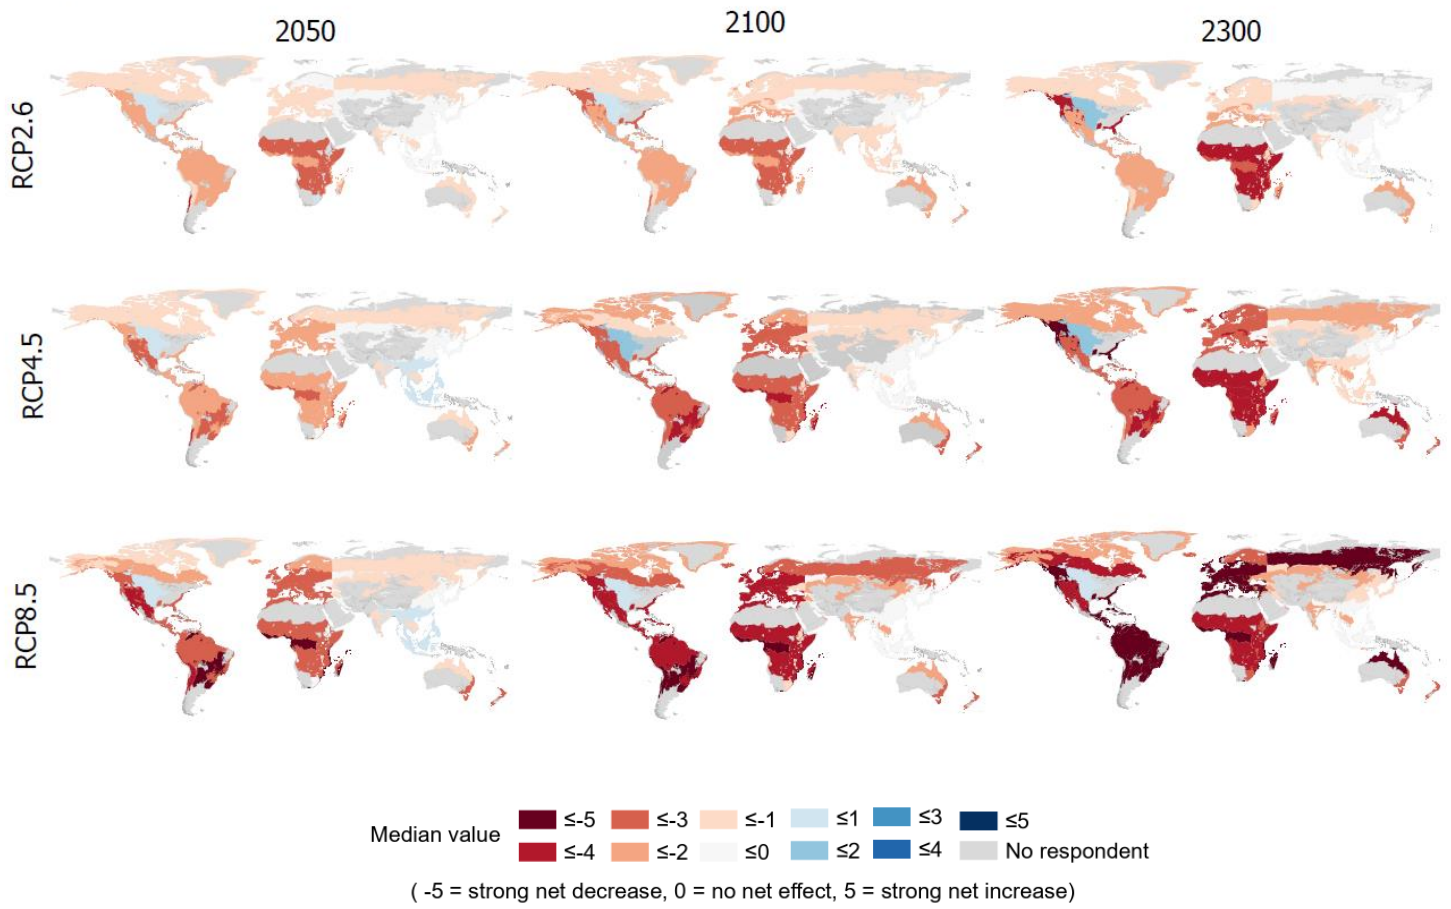 2050 2100 2300
RCP2.6
RCP4.5
RCP8.5
Median value ≤-5 ≤-3 ≤-1 ≤1 ≤3 ≤5
≤-4 ≤-2 ≤0 ≤2 ≤4 No respondent
( -5 = strong net decrease, 0 = no net effect, 5 = strong net increase)